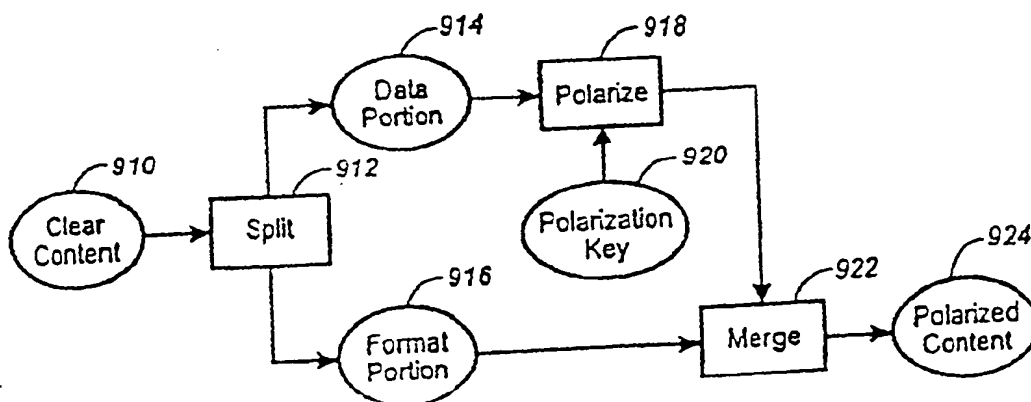 914
Data
Portion
918
Polarize
910
Clear
Content
912
Split
920
Polarization
Key
916
Format
Portion
922
Merge
924
Polarized
Content